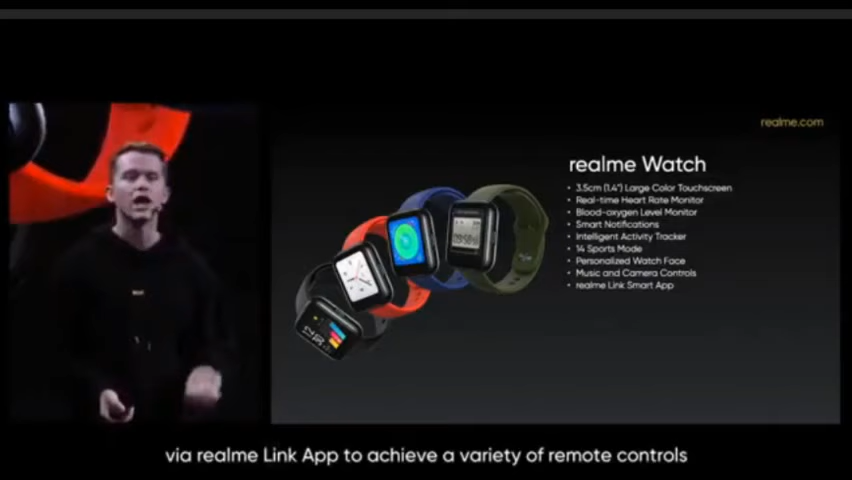 realme.com
realme Watch
• 3.5cm (1.4") Large Color Touchscreen
• Real-time Heart Rate Monitor
• Blood-oxygen Level Monitor
• Smart Notifications
• Intelligent Activity Tracker
• 14 Sports Mode
• Personalized Watch Face
• Music and Camera Controls
• realme Link Smart App
via realme Link App to achieve a variety of remote controls